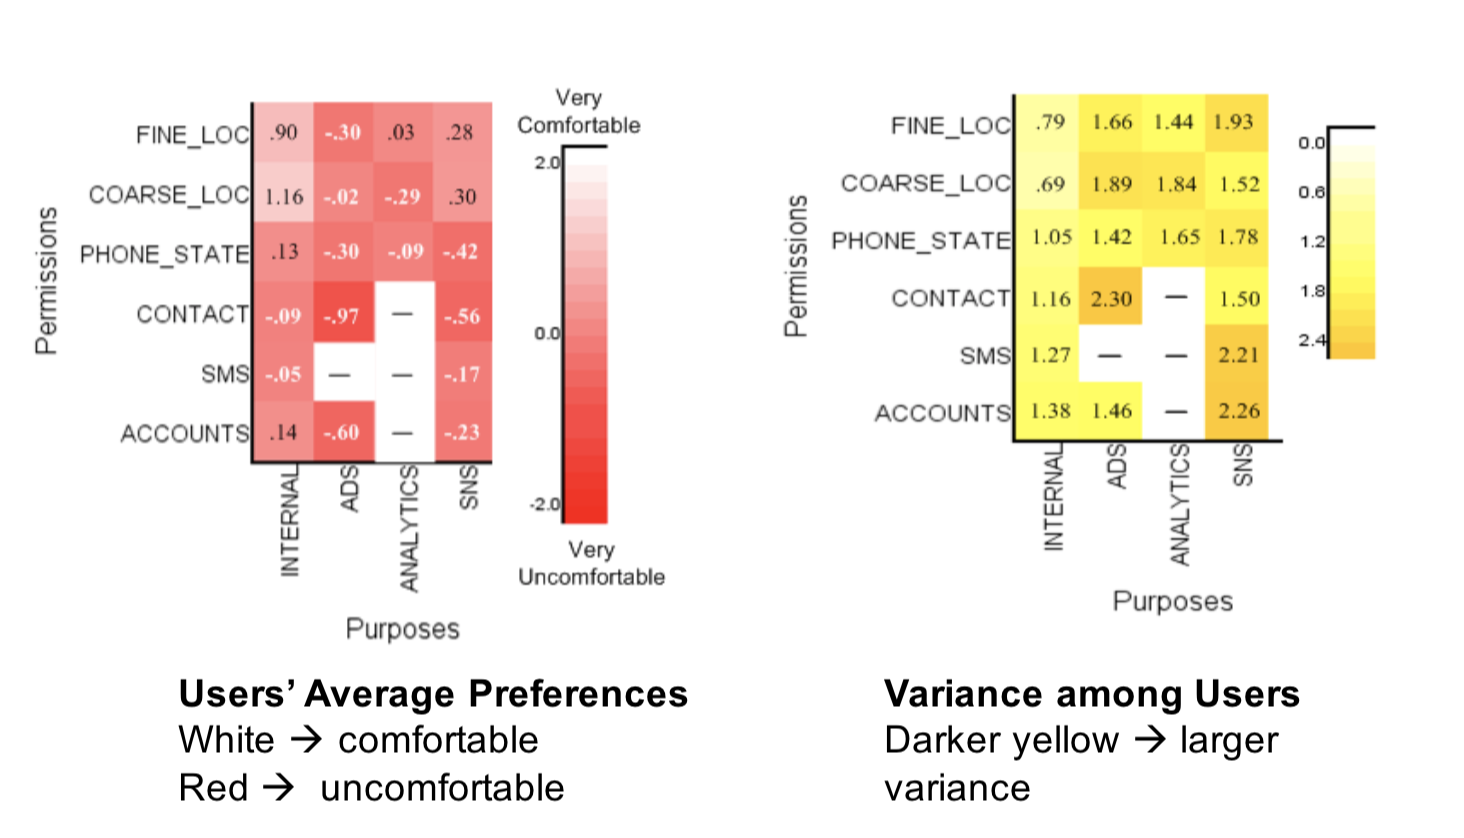 Very
Comfortable
FINE_LOC .90 -.30 .03 .28
COARSE_LOC 1.16 -.02 -.29 .30
PHONE_STATE .13 -.30 -.09 -.42
CONTACT -.09 -.97 — -.56
SMS -.05 — — -.17
ACCOUNTS .14 -.60 — -.23
Permissions
INTERNAL
ADS
ANALYTICS
SNS
Purposes
2.0
0.0
-2.0
Very
Uncomfortable
Users’ Average Preferences
White → comfortable
Red → uncomfortable
FINE_LOC .79 1.66 1.44 1.93
COARSE_LOC .69 1.89 1.84 1.52
PHONE_STATE 1.05 1.42 1.65 1.78
CONTACT 1.16 2.30 — 1.50
SMS 1.27 — — 2.21
ACCOUNTS 1.38 1.46 — 2.26
Permissions
INTERNAL
ADS
ANALYTICS
SNS
Purposes
0.0
0.6
1.2
1.8
2.4
Variance among Users
Darker yellow → larger
variance